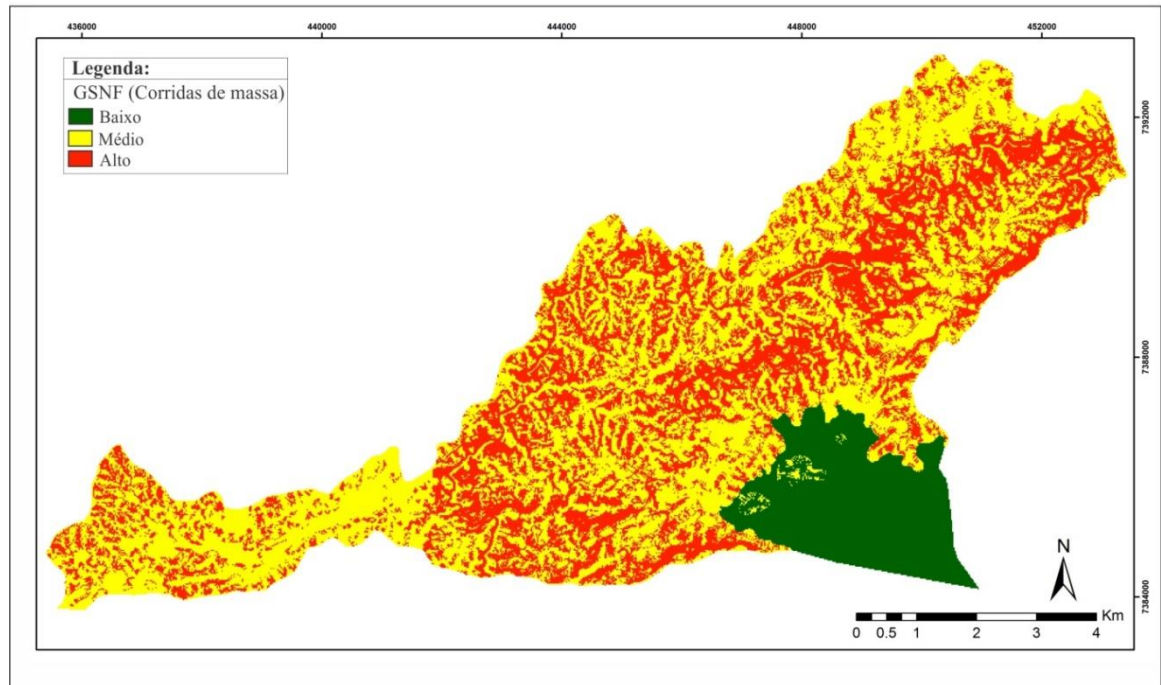 436000 440000 444000 448000 452000
Legenda:
GSNF (Corridas de massa)
Baixo
Médio
Alto
7392000
7388000
7384000
N
Km
0 0.5 1 2 3 4